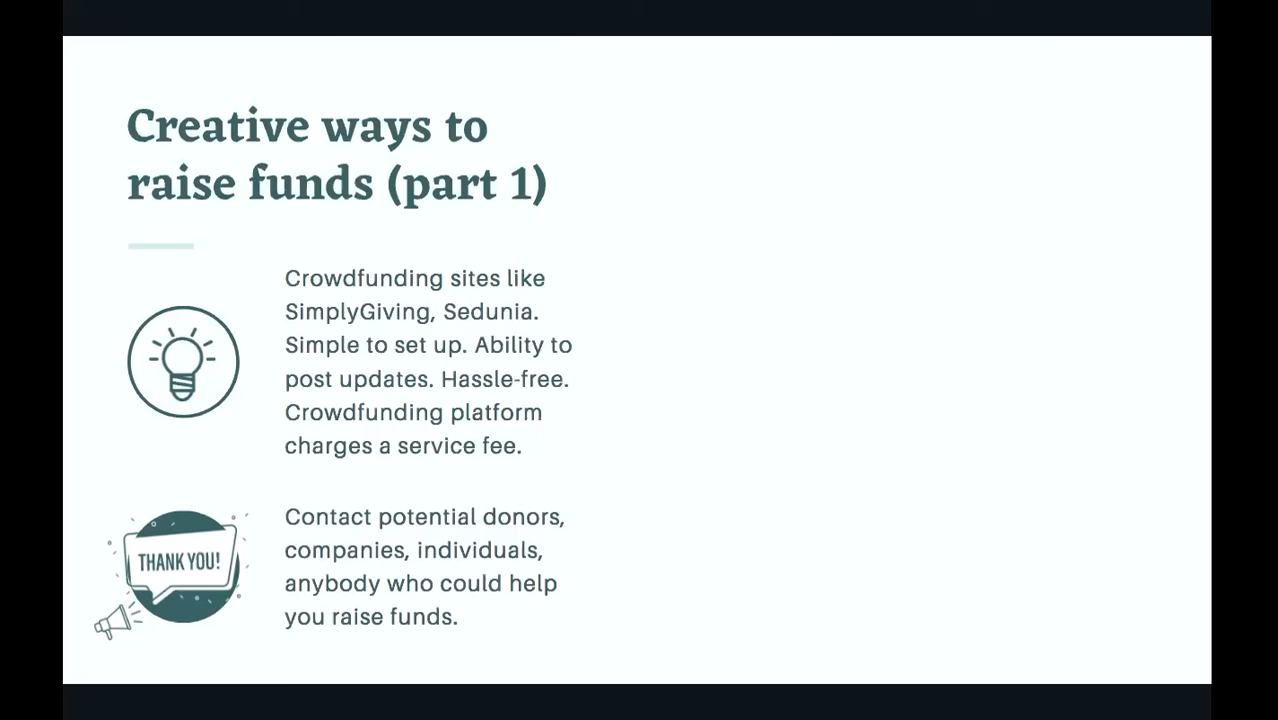 Creative ways to
raise funds (part 1)
Crowdfunding sites like
SimplyGiving, Sedunia.
Simple to set up. Ability to
post updates. Hassle-free.
Crowdfunding platform
charges a service fee.
THANK YOU!
Contact potential donors,
companies, individuals,
anybody who could help
you raise funds.